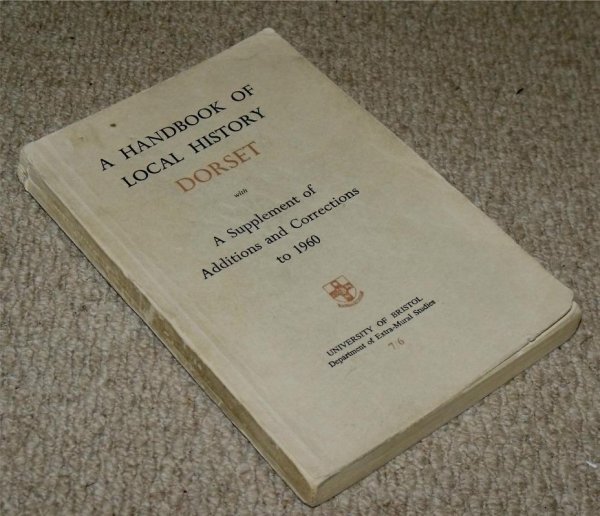 A HANDBOOK OF
LOCAL HISTORY
DORSET
with
A Supplement of
Additions and Corrections
to 1960
UNIVERSITY OF BRISTOL
Department of Extra-Mural Studies
7/6